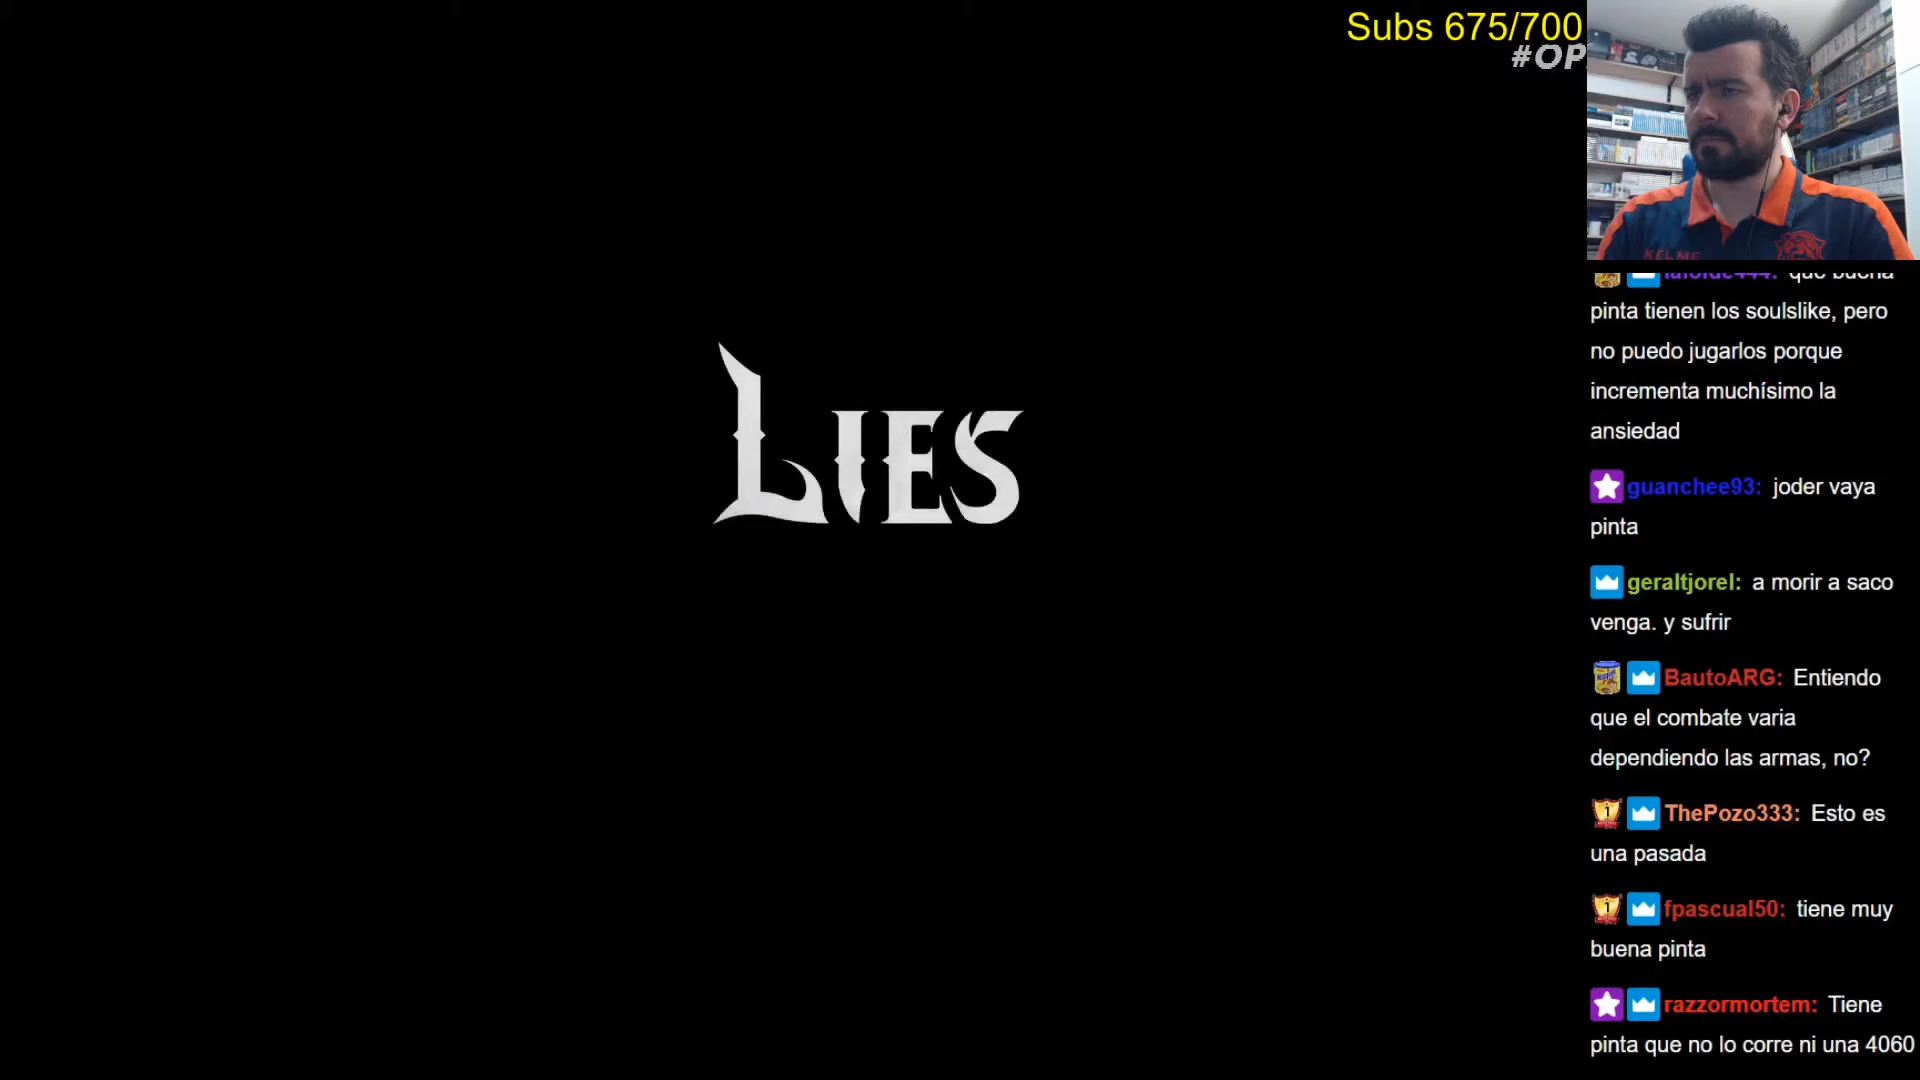 Subs 675/700
#OP
KELME
LIES
que buena
pinta tienen los soulslike, pero
no puedo jugarlos porque
incrementa muchísimo la
ansiedad
guanchee93: joder vaya
pinta
geraltjorel: a morir a saco
venga. y sufrir
BautoARG: Entiendo
que el combate varia
dependiendo las armas, no?
ThePozo333: Esto es
una pasada
fpascual50: tiene muy
buena pinta
razzormortem: Tiene
pinta que no lo corre ni una 4060